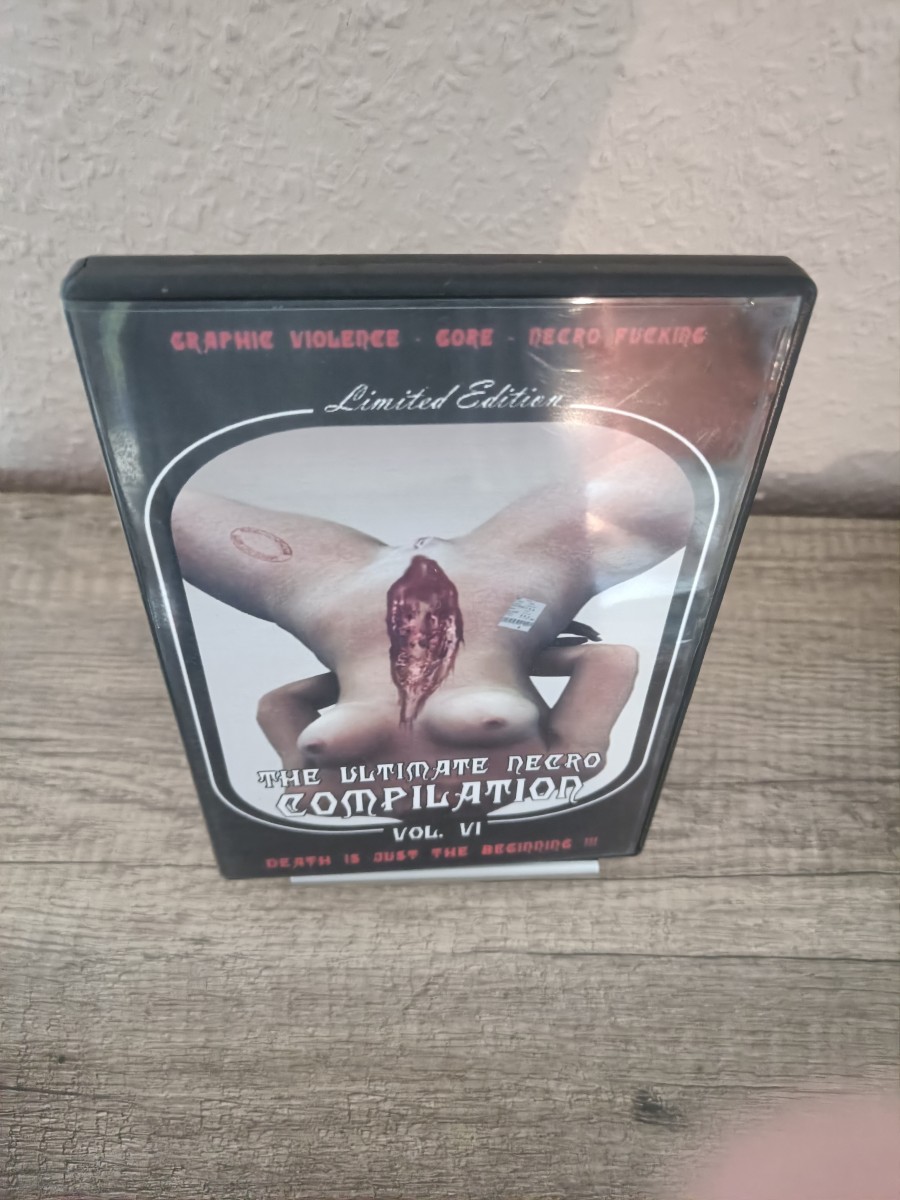 GRAPHIC VIOLENCE - GORE - NECRO FUCKING
Limited Edition
THE ULTIMATE NECRO
COMPILATION
VOL. VI
DEATH IS JUST THE BEGINNING !!!